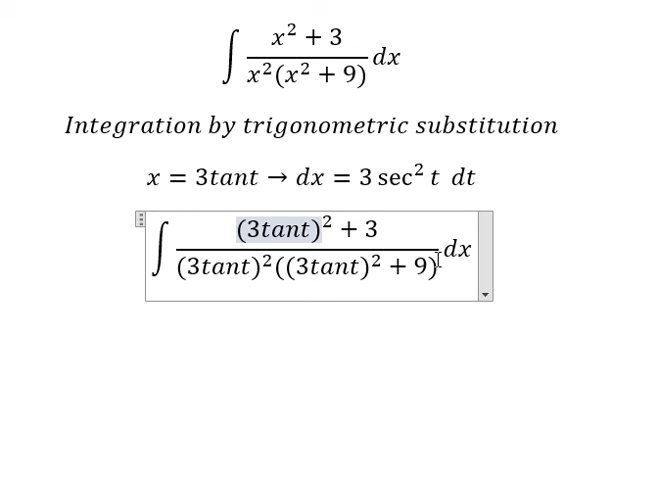 ∫ (x² + 3)/(x²(x² + 9)) dx
Integration by trigonometric substitution
x = 3tant → dx = 3 sec² t dt
∫ ((3tant)² + 3)/((3tant)²((3tant)² + 9)) dx